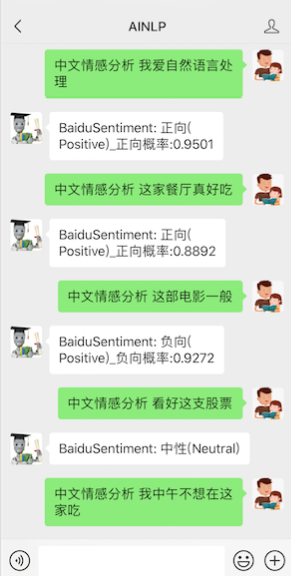 AINLP
中文情感分析 我爱自然语言处
理
BaiduSentiment: 正向(
Positive)_正向概率:0.9501
中文情感分析 这家餐厅真好吃
BaiduSentiment: 正向(
Positive)_正向概率:0.8892
中文情感分析 这部电影一般
BaiduSentiment: 负向(
Positive)_负向概率:0.9272
中文情感分析 看好这支股票
BaiduSentiment: 中性(Neutral)
中文情感分析 我中午不想在这
家吃